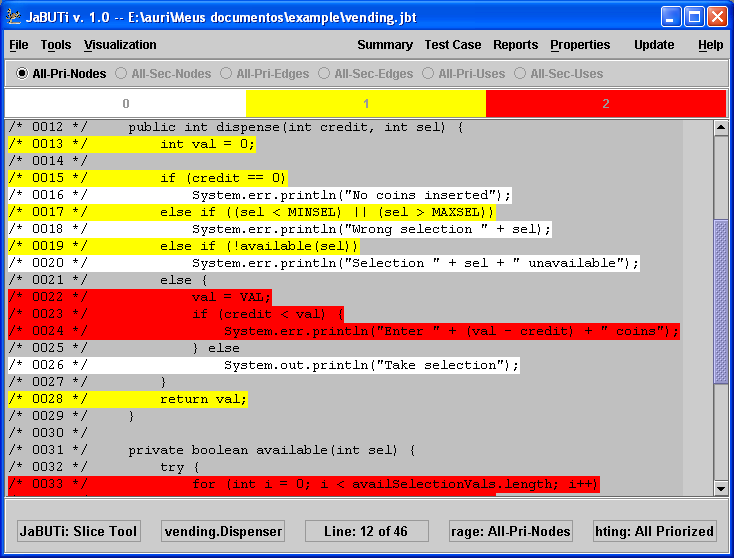 JaBUTi v. 1.0 -- E:\auri\Meus documentos\example\vending.jbt
File Tools Visualization Summary Test Case Reports Properties Update Help
All-Pri-Nodes All-Sec-Nodes All-Pri-Edges All-Sec-Edges All-Pri-Uses All-Sec-Uses
0 1 2
/* 0012 */ public int dispense(int credit, int sel) {
/* 0013 */ int val = 0;
/* 0014 */
/* 0015 */ if (credit == 0)
/* 0016 */ System.err.println("No coins inserted");
/* 0017 */ else if ((sel < MINSEL) || (sel > MAXSEL))
/* 0018 */ System.err.println("Wrong selection " + sel);
/* 0019 */ else if (!available(sel))
/* 0020 */ System.err.println("Selection " + sel + " unavailable");
/* 0021 */ else {
/* 0022 */ val = VAL;
/* 0023 */ if (credit < val) {
/* 0024 */ System.err.println("Enter " + (val - credit) + " coins");
/* 0025 */ } else
/* 0026 */ System.out.println("Take selection");
/* 0027 */ }
/* 0028 */ return val;
/* 0029 */ }
/* 0030 */
/* 0031 */ private boolean available(int sel) {
/* 0032 */ try {
/* 0033 */ for (int i = 0; i < availSelectionVals.length; i++)
JaBUTi: Slice Tool vending.Dispenser Line: 12 of 46 rage: All-Pri-Nodes hting: All Priorized